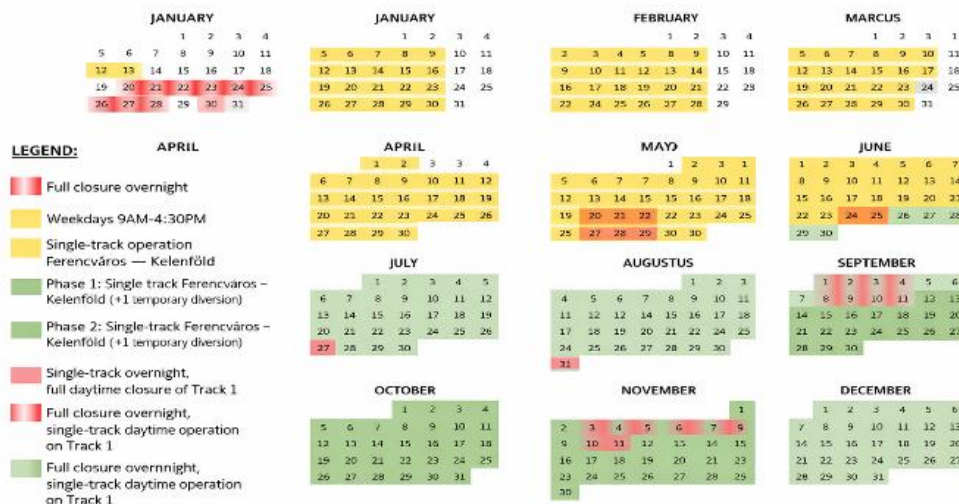 JANUARY
1 2 3 4
5 6 7 8 9 10 11
12 13 14 15 16 17 18
19 20 21 22 23 24 25
26 27 28 29 30 31
JANUARY
1 2 3 4
5 6 7 8 9 10 11
12 13 14 15 16 17 18
19 20 21 22 23 24 25
26 27 28 29 30 31
FEBRUARY
1 2 3 4
2 3 4 5 8 9 10 11
9 10 11 14 15 16 17 18
16 17 18 19 20 21 24 25
22 24 25 26 27 28 29
MARCUS
1 2 3 4
5 6 7 8 9 10 11
12 13 14 15 16 17 18
19 20 21 22 23 24 25
26 27 28 29 30 31
LEGEND:
APRIL
Full closure overnight
Weekdays 9AM-4:30PM
Single-track operation
Ferencváros — Kelenföld
Phase 1: Single track Ferencváros –
Kelenföld (+1 temporary diversion)
Phase 2: Single-track Ferencváros –
Kelenföld (+1 temporary diversion)
Single-track overnight,
full daytime closure of Track 1
Full closure overnight,
single-track daytime operation
on Track 1
Full closure overnnight,
single-track daytime operation
on Track 1
APRIL
1 2 3 3 4
6 7 8 9 10 11 12
13 14 15 16 17 18 19
20 21 22 23 24 25 26
27 28 29 30
MAY
1 2 3 1
5 6 7 8 9 10 11
12 13 14 15 16 17 18
19 20 21 22 22 23 24 25
25 27 28 29 30 30
JUNE
1 2 3 4 5 6 7
8 9 10 11 12 13 14
15 16 17 18 19 20 21
22 23 24 25 26 27 28
29 30
JULY
1 2 3 4 5
6 7 8 9 10 11 12
13 14 15 16 17 18 19
20 21 22 23 24 25 26
27 28 29 30
AUGUSTUS
1 2 3
4 5 6 7 8 9 10
11 12 13 14 15 16
17 18 19 20 21 22 23
24 25 26 27 28 29 30
31
SEPTEMBER
1 2 3 4 5 6
7 8 9 10 11 12 13
14 15 16 17 18 19 20
21 22 23 24 25 26 27
28 29 30
OCTOBER
1 2 3 4
5 6 7 8 9 10 11
12 13 14 15 16 17 18
19 20 21 22 23 24 25
26 27 28 29 30 31
NOVEMBER
1
2 3 4 5 6 7 9
9 10 11 12 13 14 15
16 17 18 19 20 21 22 23
23 24 25 26 27 28 29
30
DECEMBER
1 2 3 4 5 6
7 8 9 10 11 12 13
14 15 16 17 18 19 20
21 22 23 24 25 26 27
28 29 30 31